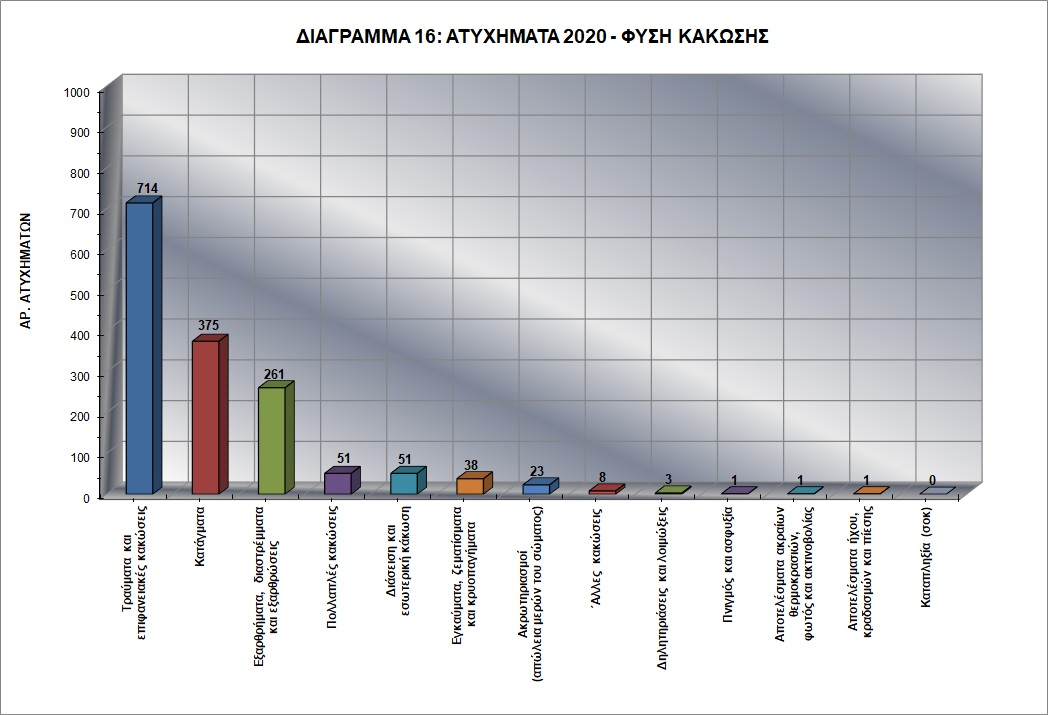 ΔΙΑΓΡΑΜΜΑ 16: ΑΤΥΧΗΜΑΤΑ 2020 - ΦΥΣΗ ΚΑΚΩΣΗΣ
ΑΡ. ΑΤΥΧΗΜΑΤΩΝ
1000
900
800
700
600
500
400
300
200
100
0
714
375
261
51
51
38
23
8
3
1
1
1
0
Τραύματα και
επιφανειακές κακώσεις
Κατάγματα
Εξαρθρήματα, διαστρέμματα
και εξαρθρώσεις
Πολλαπλές κακώσεις
Διάσειση και
εσωτερική κάκωση
Εγκαύματα, ζεματίσματα
και κρυοπαγήματα
Ακρωτηριασμοί
(απώλεια μερών του σώματος)
Άλλες κακώσεις
Δηλητηριάσεις και λοιμώξεις
Πνιγμός και ασφυξία
Αποτελέσματα ακραίων
θερμοκρασιών,
φωτός και ακτινοβολίας
Αποτελέσματα ήχου,
κραδασμών και πίεσης
Καταπληξία (σοκ)